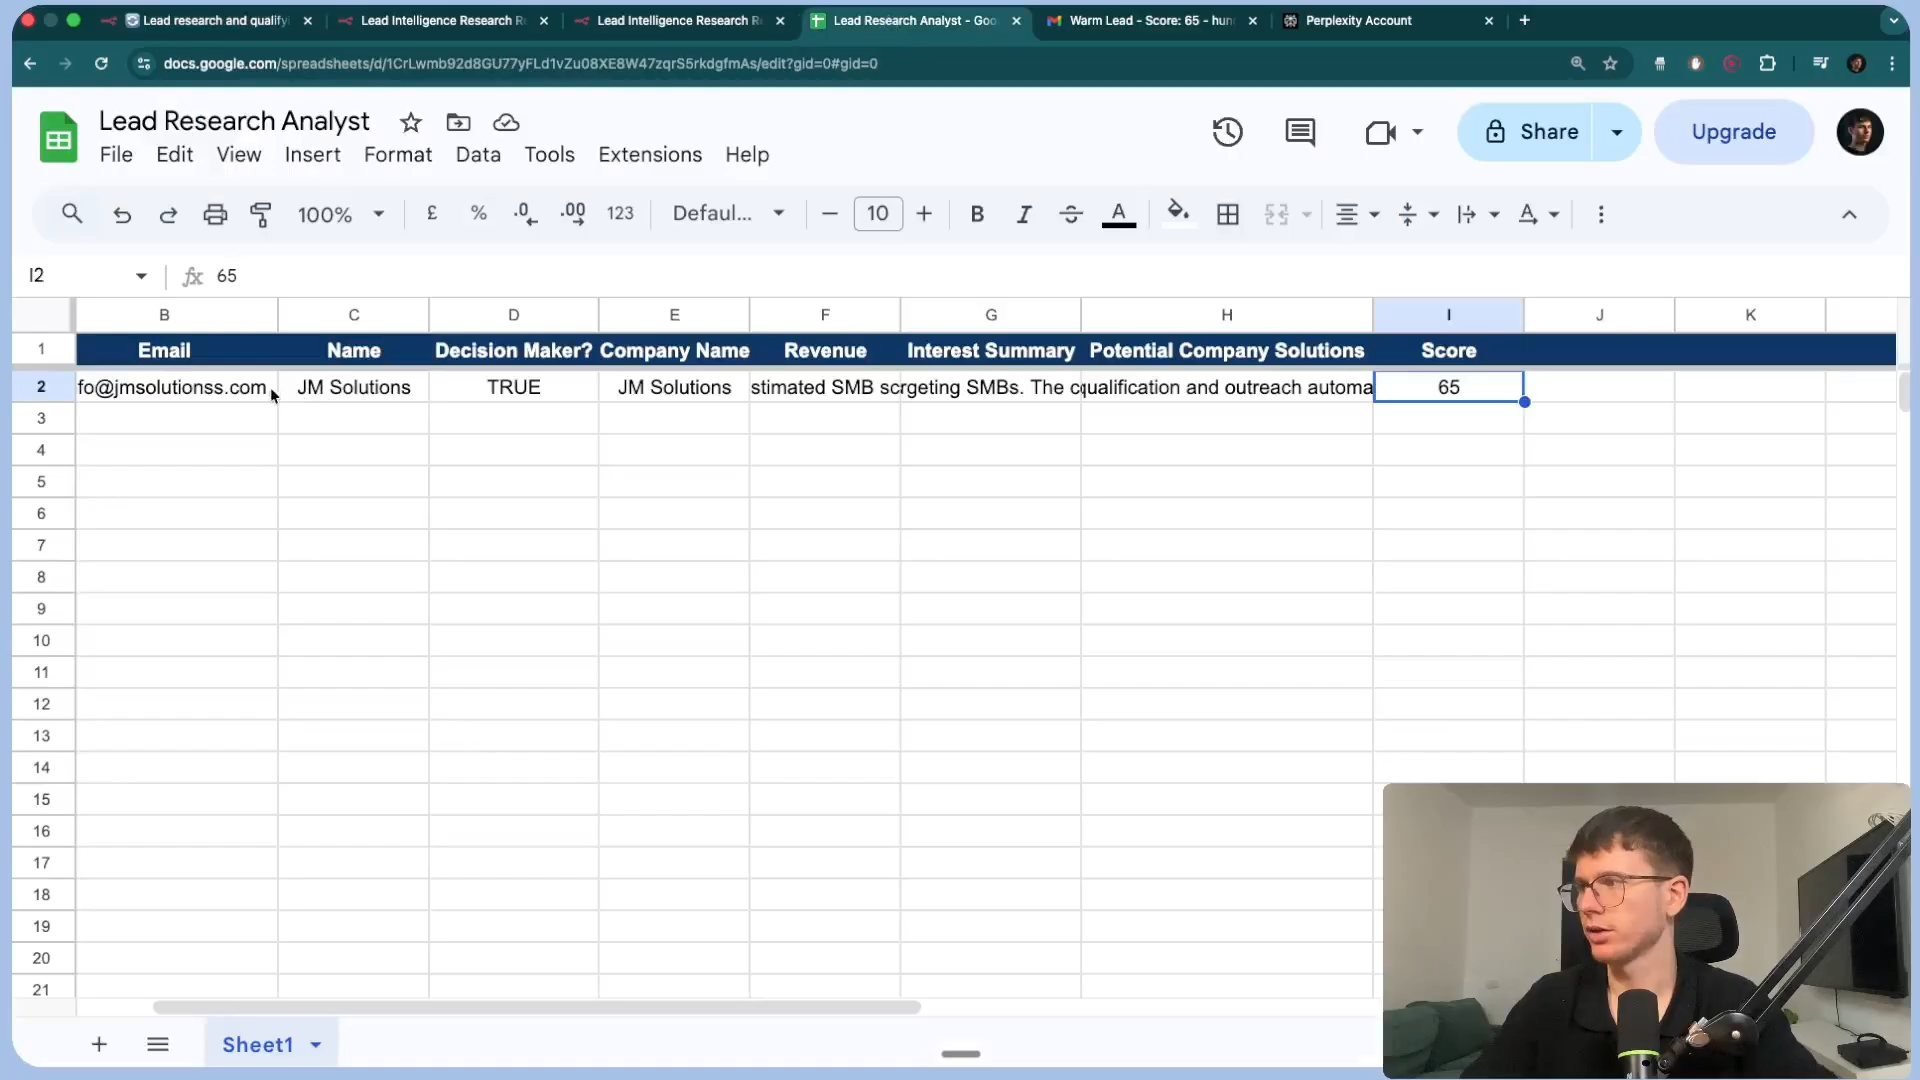 Lead research and qualifyi
Lead Intelligence Research R
Lead Intelligence Research R
Lead Research Analyst - Goo
Warm Lead - Score: 65 - hun
Perplexity Account
docs.google.com/spreadsheets/d/1CrLwmb92d8GU77yFLd1vZu08XE8W47zqrS5rkdgfmAs/edit?gid=0#gid=0
Lead Research Analyst
Share
Upgrade
File Edit View Insert Format Data Tools Extensions Help
100% £ % .0 .00 123 Defaul... 10 B I A A
I2 fx 65
B C D E F G H I J K
1 Email Name Decision Maker? Company Name Revenue Interest Summary Potential Company Solutions Score
2 fo@jmsolutionss.com JM Solutions TRUE JM Solutions stimated SMB sc rgeting SMBs. The c qualification and outreach automa 65
3
4
5
6
7
8
9
10
11
12
13
14
15
16
17
18
19
20
21
Sheet1